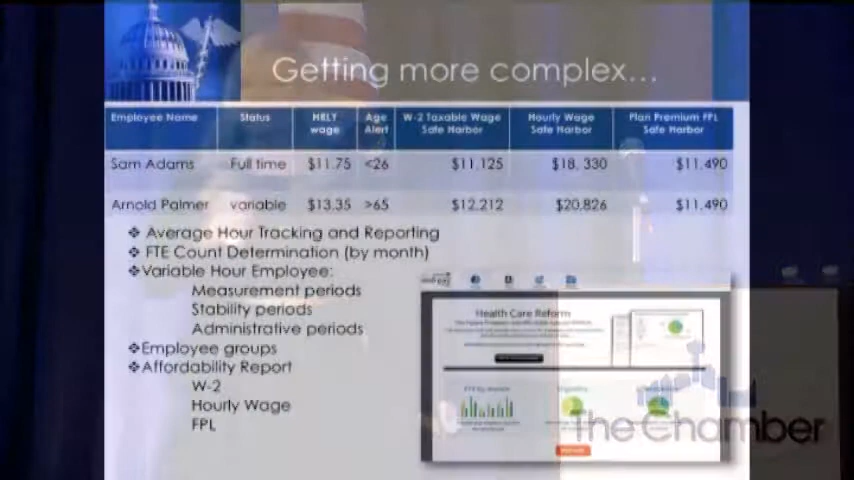 Getting more complex...
Employee Name Status HRLY wage Age Alert W-2 Taxable Wage Safe Harbor Hourly Wage Safe Harbor Plan Premium FPL Safe Harbor
Sam Adams Full time $11.75 <26 $11,125 $18, 330 $11,490
Arnold Palmer variable $13.35 >65 $12,212 $20,826 $11,490
❖ Average Hour Tracking and Reporting
❖ FTE Count Determination (by month)
❖Variable Hour Employee:
Measurement periods
Stability periods
Administrative periods
❖Employee groups
❖Affordability Report
W-2
Hourly Wage
FPL
Health Care Reform
The Chamber